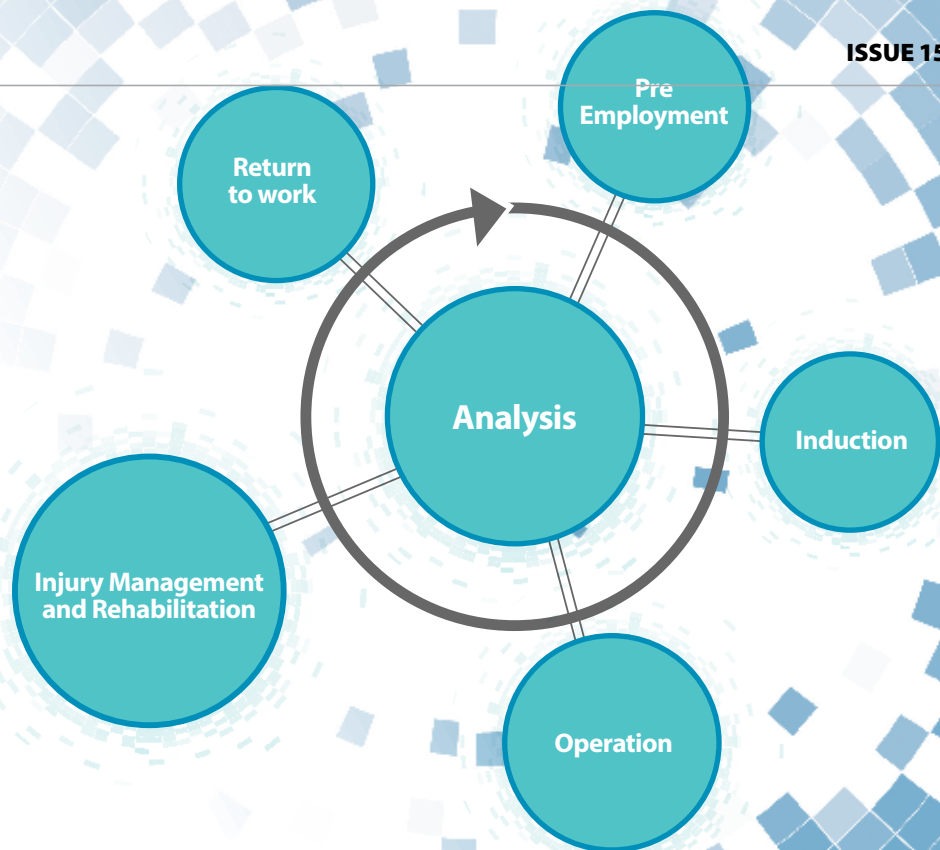 ISSUE 15
Pre
Employment
Return
to work
Analysis
Induction
Injury Management
and Rehabilitation
Operation